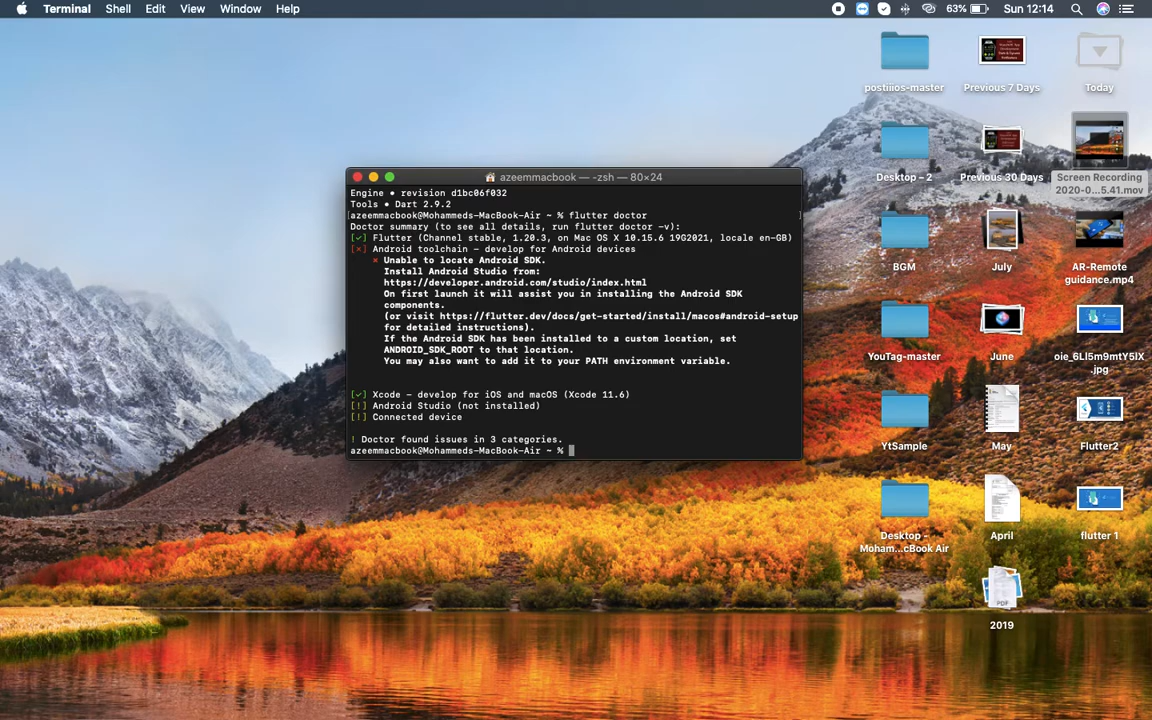 Terminal Shell Edit View Window Help
63% Sun 12:14
postiiios-master
Previous 7 Days
Today
Desktop – 2
Previous 30 Days
Screen Recording
2020-0...5.41.mov
BGM
July
AR-Remote
guidance.mp4
YouTag-master
June
oie_6LI5m9mtY5IX
.jpg
YtSample
May
Flutter2
Desktop -
Moham...cBook Air
April
flutter 1
2019
PDF
azeemmacbook — -zsh — 80×24
Engine • revision d1bc06f032
Tools • Dart 2.9.2
[azeemmacbook@Mohammeds-MacBook-Air ~ % flutter doctor ]
Doctor summary (to see all details, run flutter doctor -v):
[✓] Flutter (Channel stable, 1.20.3, on Mac OS X 10.15.6 19G2021, locale en-GB)
[✗] Android toolchain - develop for Android devices
✗ Unable to locate Android SDK.
Install Android Studio from:
https://developer.android.com/studio/index.html
On first launch it will assist you in installing the Android SDK
components.
(or visit https://flutter.dev/docs/get-started/install/macos#android-setup
for detailed instructions).
If the Android SDK has been installed to a custom location, set
ANDROID_SDK_ROOT to that location.
You may also want to add it to your PATH environment variable.
[✓] Xcode - develop for iOS and macOS (Xcode 11.6)
[!] Android Studio (not installed)
[!] Connected device
! Doctor found issues in 3 categories.
azeemmacbook@Mohammeds-MacBook-Air ~ %